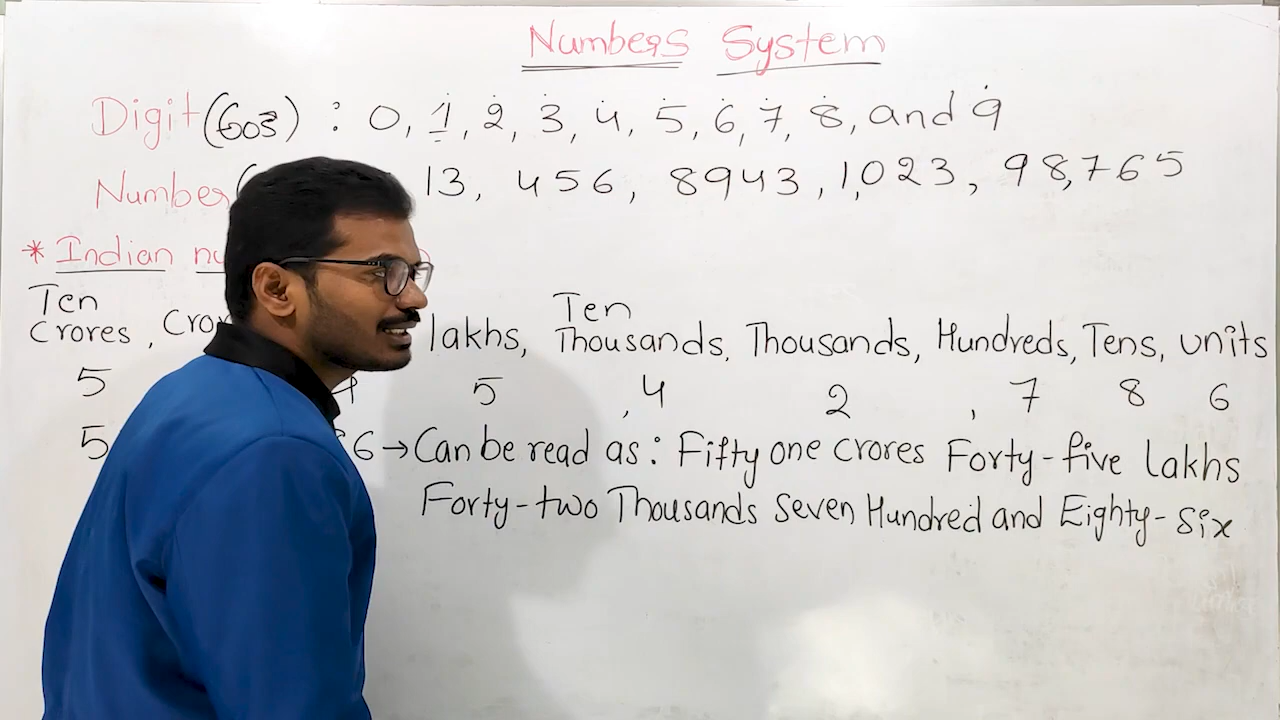 Numbers System
Digit : 0, 1, 2, 3, 4, 5, 6, 7, 8, and 9
Number 13, 456, 8943, 1,023, 98,765
* Indian
Ten Ten
Crores, lakhs, Thousands, Thousands, Hundreds, Tens, units
5 5 , 4 2 , 7 8 6
5 6 → Can be read as : Fifty one crores Forty-five lakhs
Forty-two Thousands Seven Hundred and Eighty-six